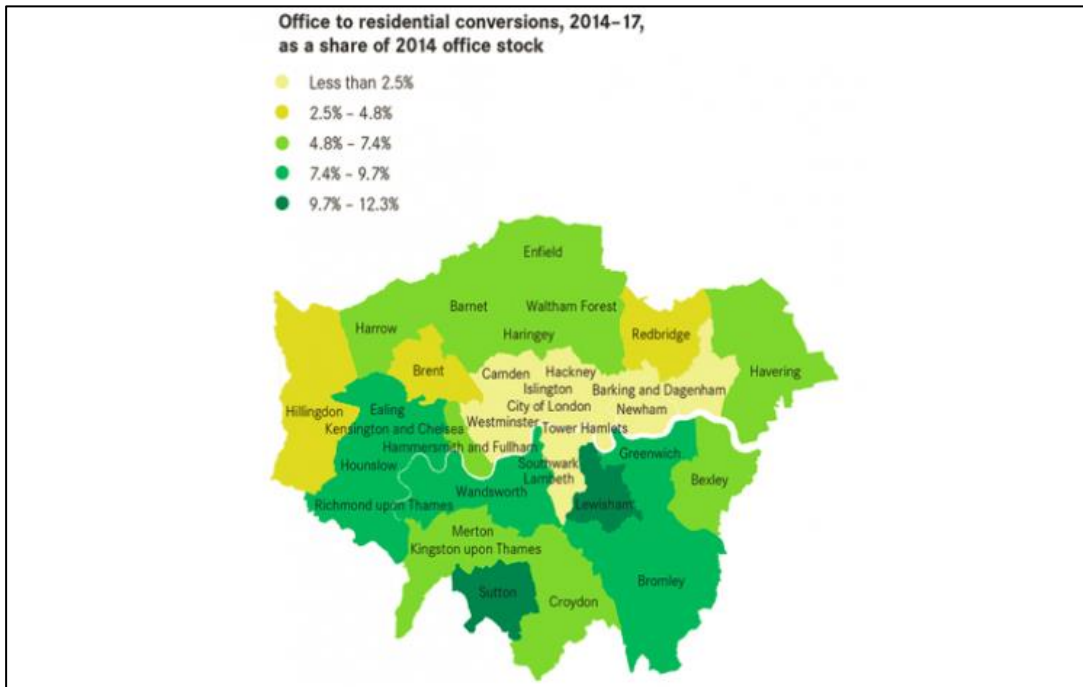 Office to residential conversions, 2014–17,
as a share of 2014 office stock
Less than 2.5%
2.5% – 4.8%
4.8% – 7.4%
7.4% – 9.7%
9.7% – 12.3%
Enfield
Barnet
Waltham Forest
Harrow
Haringey
Redbridge
Brent
Camden
Hackney
Havering
Islington
Barking and Dagenham
Hillingdon
Ealing
City of London
Newham
Kensington and Chelsea
Westminster
Tower Hamlets
Hammersmith and Fullham
Greenwich
Hounslow
Southwark
Lambeth
Bexley
Richmond upon Thames
Wandsworth
Lewisham
Merton
Kingston upon Thames
Bromley
Sutton
Croydon